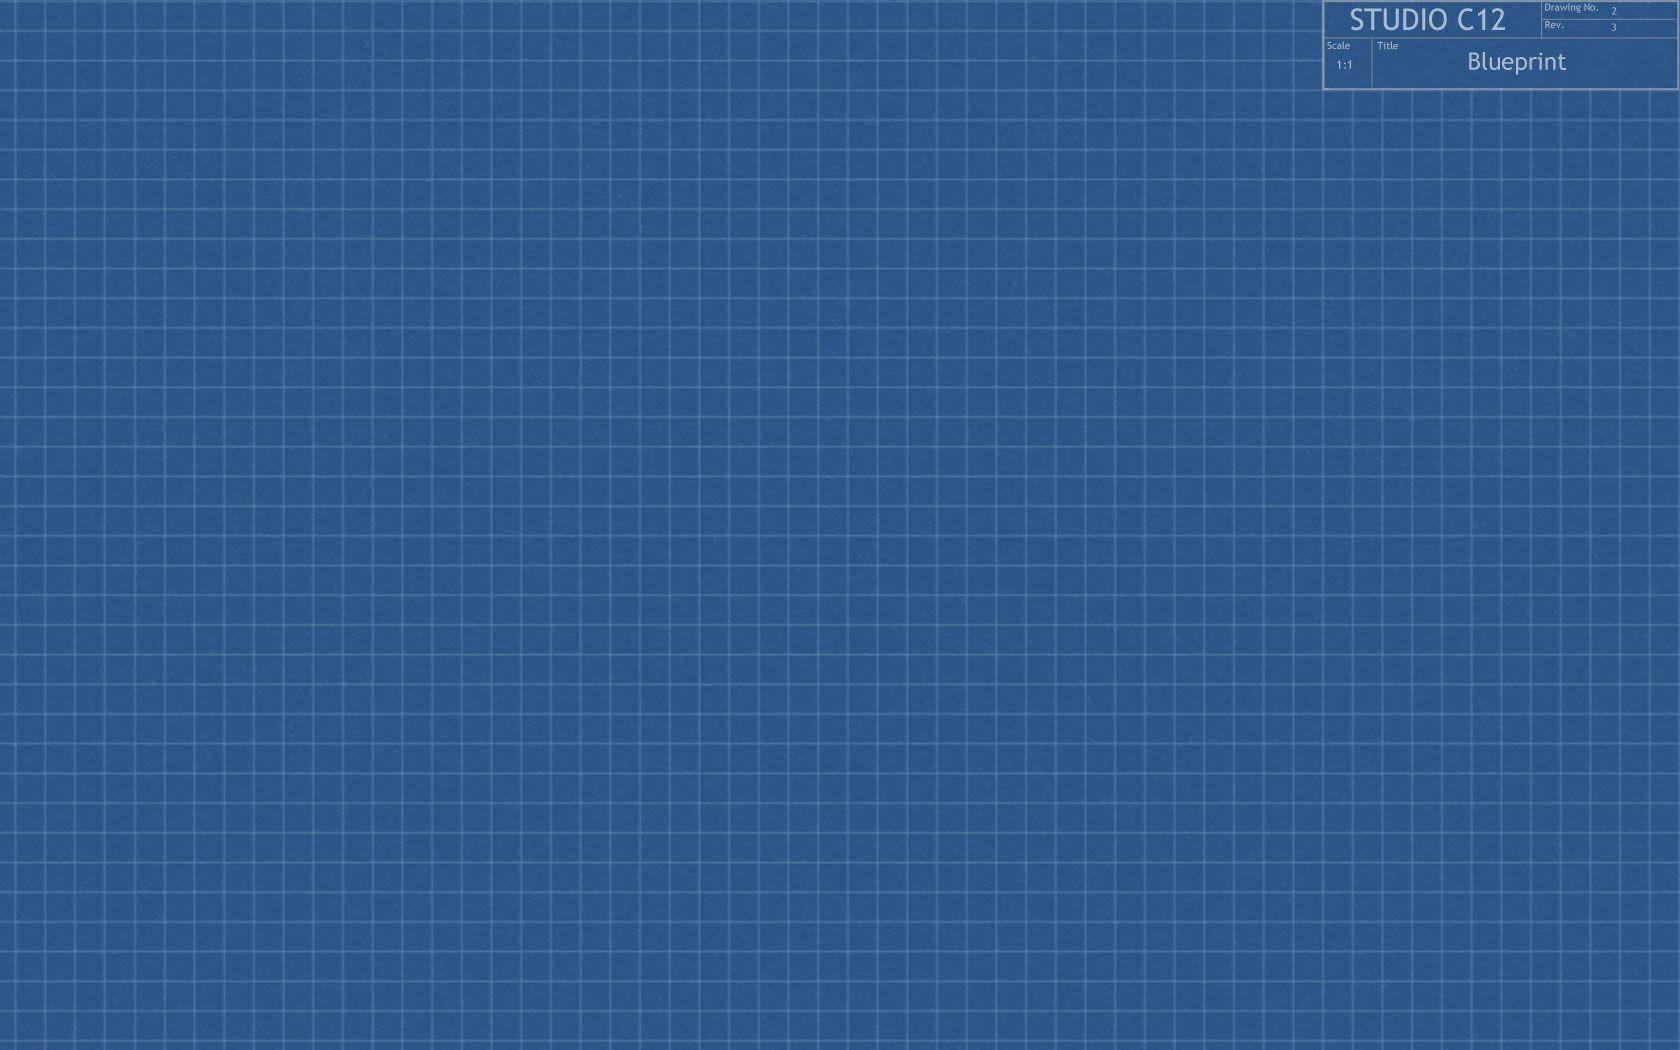 STUDIO C12
Drawing No. 2
Rev. 3
Scale
1:1
Title
Blueprint